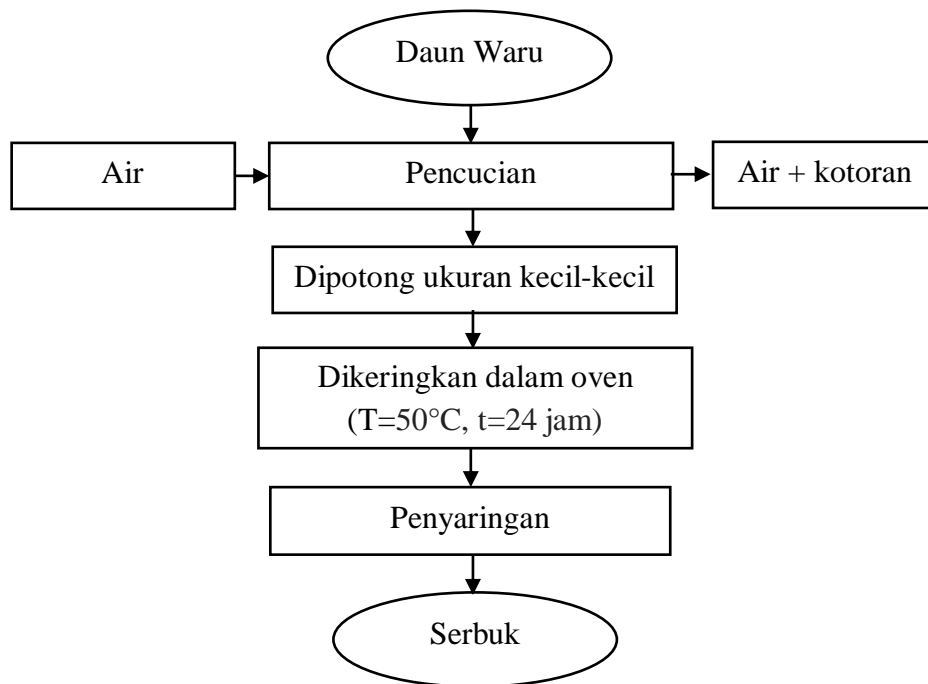 Daun Waru
Air
Pencucian
Air + kotoran
Dipotong ukuran kecil-kecil
Dikeringkan dalam oven
(T=50°C, t=24 jam)
Penyaringan
Serbuk